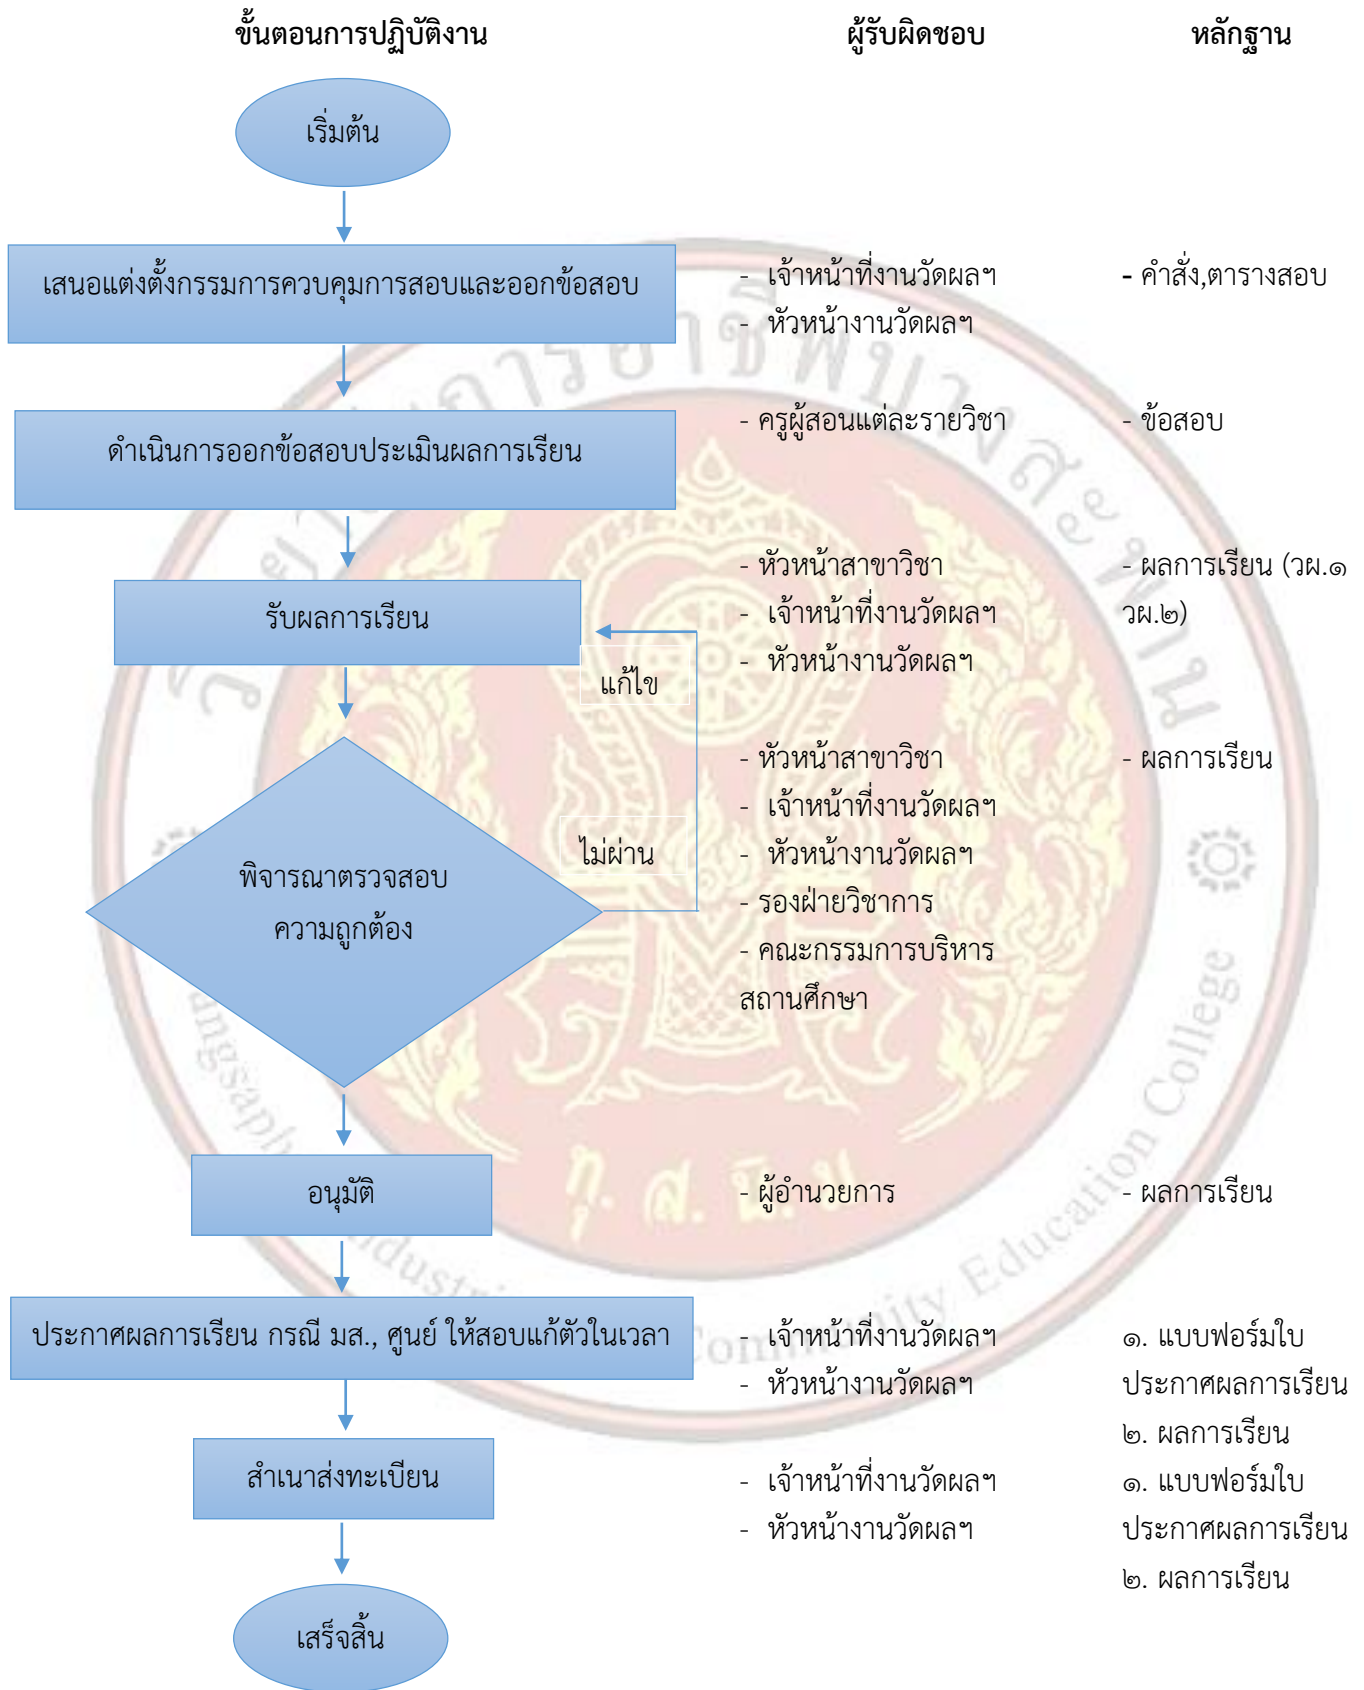 ขั้นตอนการปฏิบัติงาน ผู้รับผิดชอบ หลักฐาน
เริ่มต้น
เสนอแต่งตั้งกรรมการควบคุมการสอบและออกข้อสอบ
- เจ้าหน้าที่งานวัดผลฯ
- หัวหน้างานวัดผลฯ
- คำสั่ง,ตารางสอบ
ดำเนินการออกข้อสอบประเมินผลการเรียน
- ครูผู้สอนแต่ละรายวิชา
- ข้อสอบ
รับผลการเรียน
- หัวหน้าสาขาวิชา
- เจ้าหน้าที่งานวัดผลฯ
- หัวหน้างานวัดผลฯ
- ผลการเรียน (วผ.๑
วผ.๒)
แก้ไข
ไม่ผ่าน
พิจารณาตรวจสอบ
ความถูกต้อง
- หัวหน้าสาขาวิชา
- เจ้าหน้าที่งานวัดผลฯ
- หัวหน้างานวัดผลฯ
- รองฝ่ายวิชาการ
- คณะกรรมการบริหาร
สถานศึกษา
- ผลการเรียน
อนุมัติ
- ผู้อำนวยการ
- ผลการเรียน
ประกาศผลการเรียน กรณี มส., ศูนย์ ให้สอบแก้ตัวในเวลา
- เจ้าหน้าที่งานวัดผลฯ
- หัวหน้างานวัดผลฯ
๑. แบบฟอร์มใบ
ประกาศผลการเรียน
๒. ผลการเรียน
สำเนาส่งทะเบียน
- เจ้าหน้าที่งานวัดผลฯ
- หัวหน้างานวัดผลฯ
๑. แบบฟอร์มใบ
ประกาศผลการเรียน
๒. ผลการเรียน
เสร็จสิ้น
ทุ. ส. นิ. ม
Community Education College